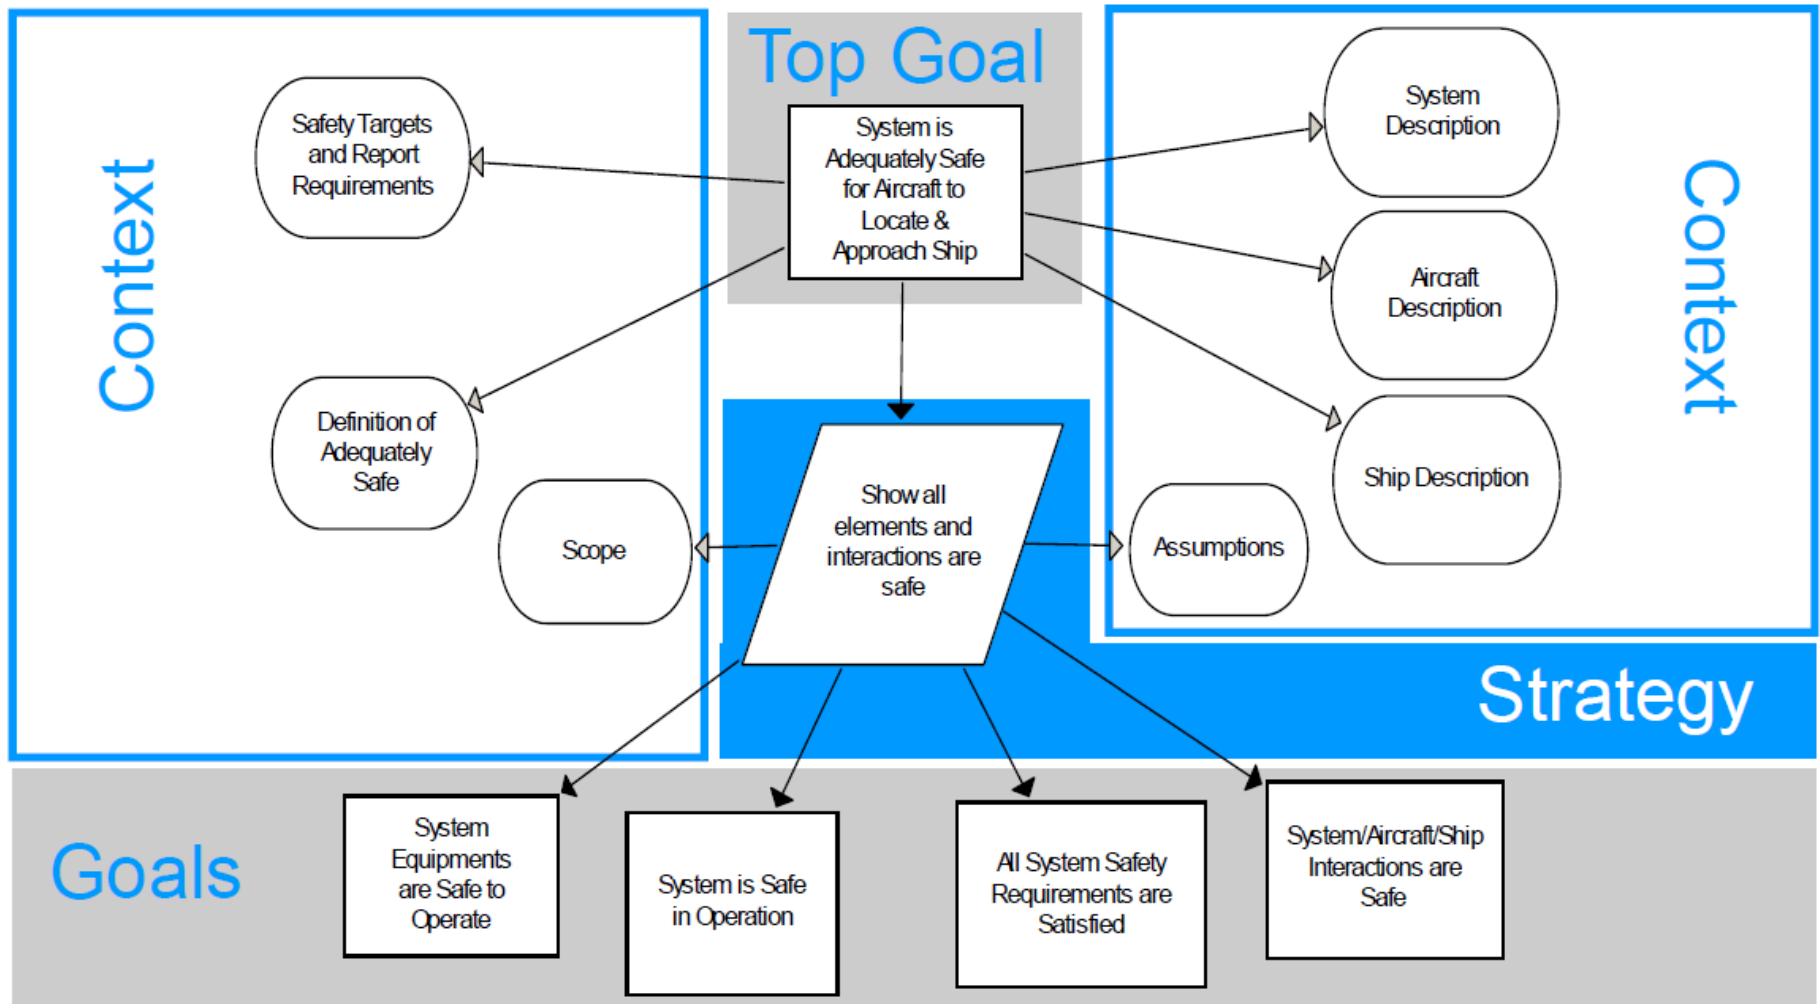 Top Goal
System is
Adequately Safe
for Aircraft to
Locate &
Approach Ship
Context
Safety Targets
and Report
Requirements
Definition of
Adequately
Safe
Scope
Context
System
Description
Aircraft
Description
Ship Description
Assumptions
Show all
elements and
interactions are
safe
Strategy
Goals
System
Equipments
are Safe to
Operate
System is Safe
in Operation
All System Safety
Requirements are
Satisfied
System/Aircraft/Ship
Interactions are
Safe